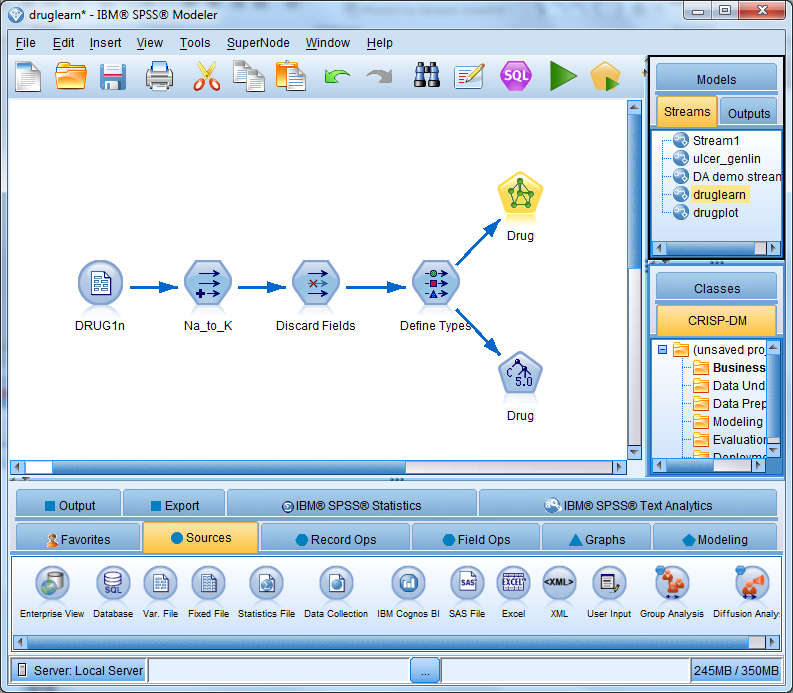 druglearn* - IBM® SPSS® Modeler
File Edit Insert View Tools SuperNode Window Help
SQL
Models
Streams Outputs
Stream1
ulcer_genlin
DA demo strean
druglearn
drugplot
Drug
DRUG1n Na_to_K Discard Fields Define Types
C 5.0
Drug
Classes
CRISP-DM
(unsaved proj
Business
Data Und
Data Prep
Modeling
Evaluation
Deployme
Output Export IBM® SPSS® Statistics IBM® SPSS® Text Analytics
Favorites Sources Record Ops Field Ops Graphs Modeling
SQL SAS EXCEL <XML>
Enterprise View Database Var. File Fixed File Statistics File Data Collection IBM Cognos BI SAS File Excel XML User Input Group Analysis Diffusion Analy
Server: Local Server ... 245MB / 350MB